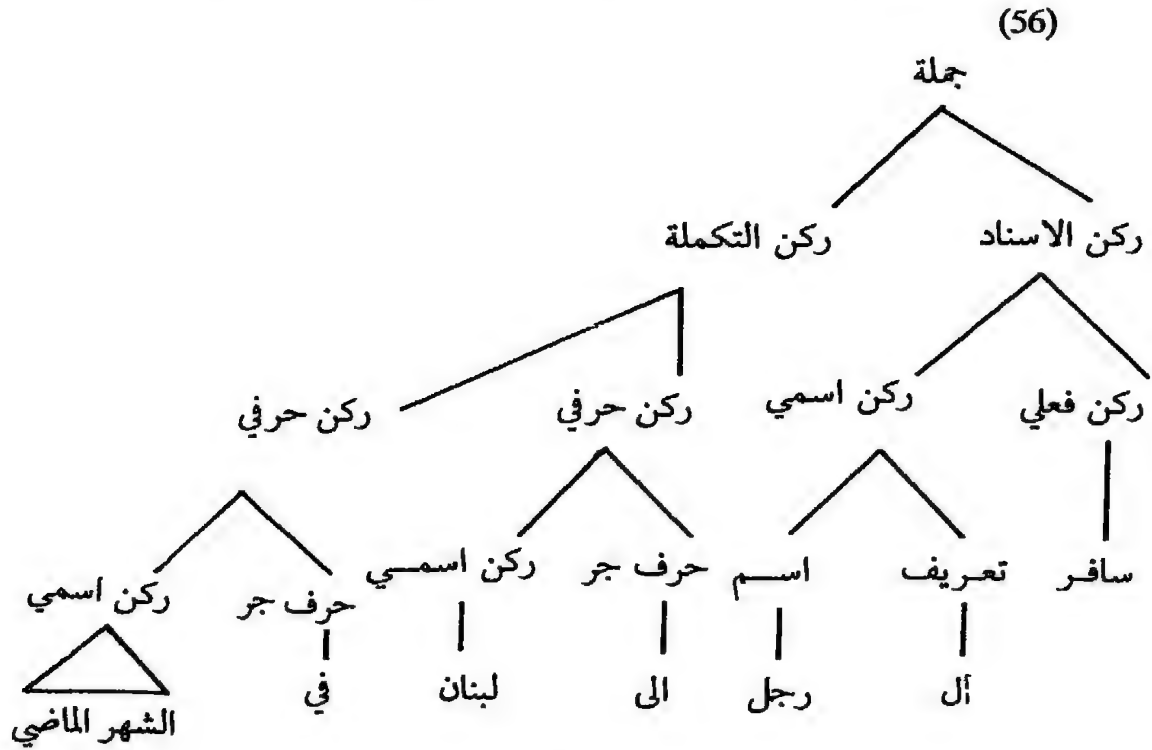 (56)
جملة
ركن الاسناد ركن التكملة
ركن فعلي ركن اسمي ركن حرفي ركن حرفي
سافر تعريف اسم حرف جر ركن اسمي حرف جر ركن اسمي
أل رجل الى لبنان في الشهر الماضي